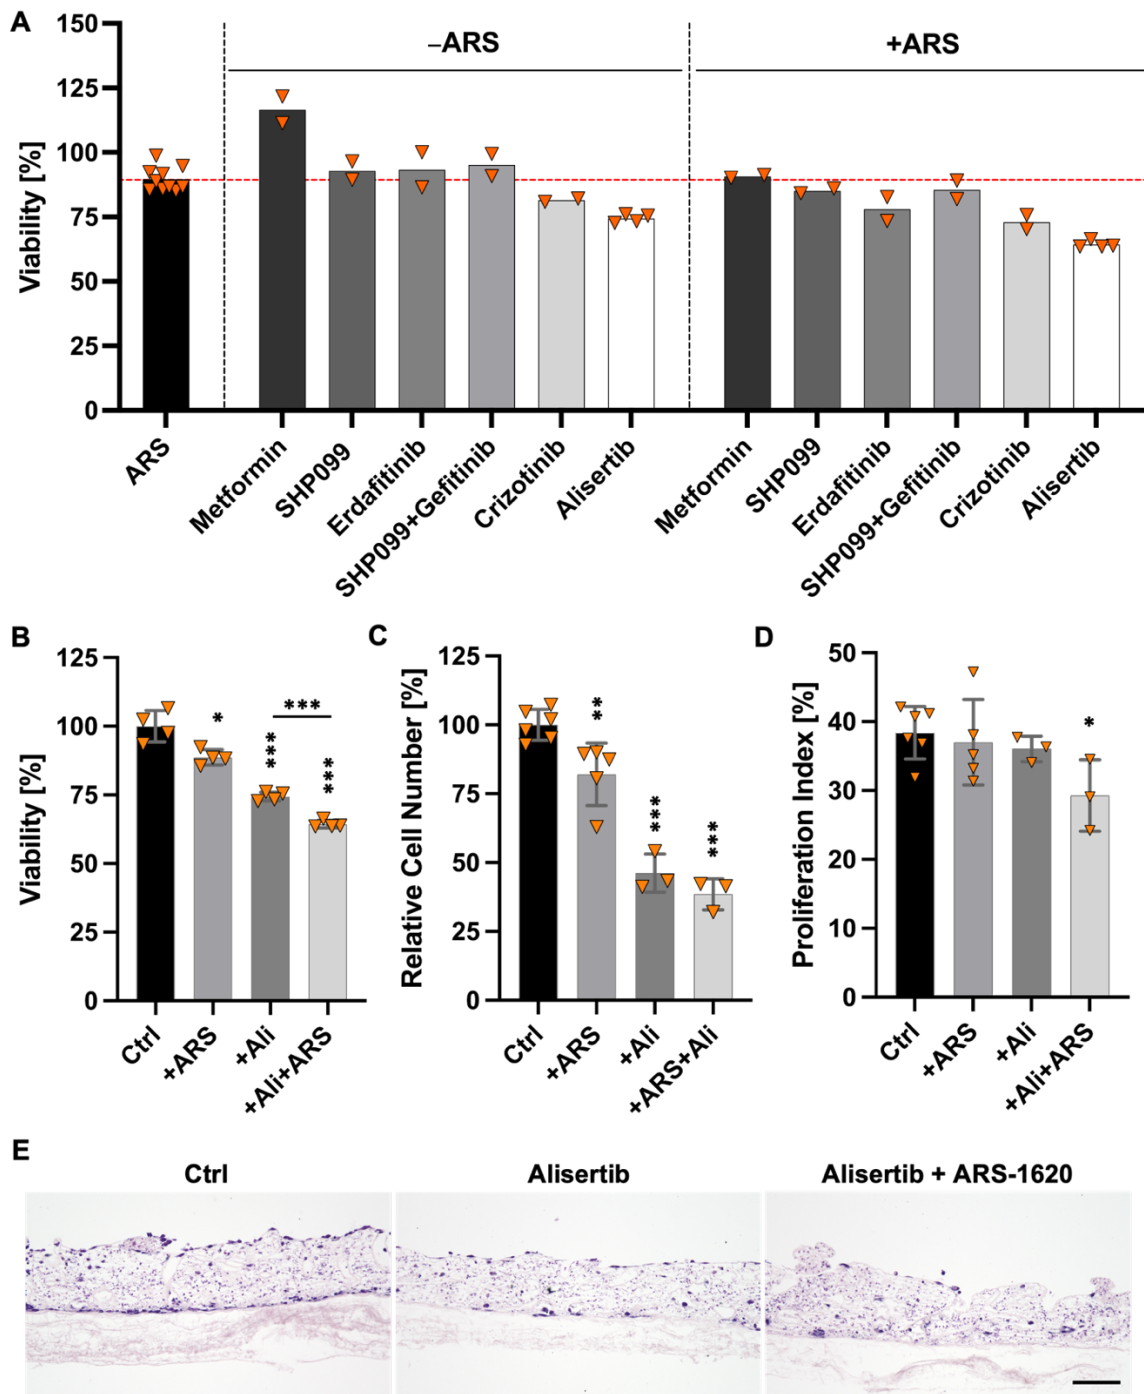 A
–ARS
+ARS
Viability [%]
150
125
100
75
50
25
0
ARS
Metformin
SHP099
Erdafitinib
SHP099+Gefitinib
Crizotinib
Alisertib
Metformin
SHP099
Erdafitinib
SHP099+Gefitinib
Crizotinib
Alisertib
B
Viability [%]
125
100
75
50
25
0
*
***
***
***
Ctrl
+ARS
+Ali
+Ali+ARS
C
Relative Cell Number [%]
125
100
75
50
25
0
**
***
***
Ctrl
+ARS
+Ali
+ARS+Ali
D
Proliferation Index [%]
50
40
30
20
10
0
*
Ctrl
+ARS
+Ali
+Ali+ARS
E
Ctrl
Alisertib
Alisertib + ARS-1620